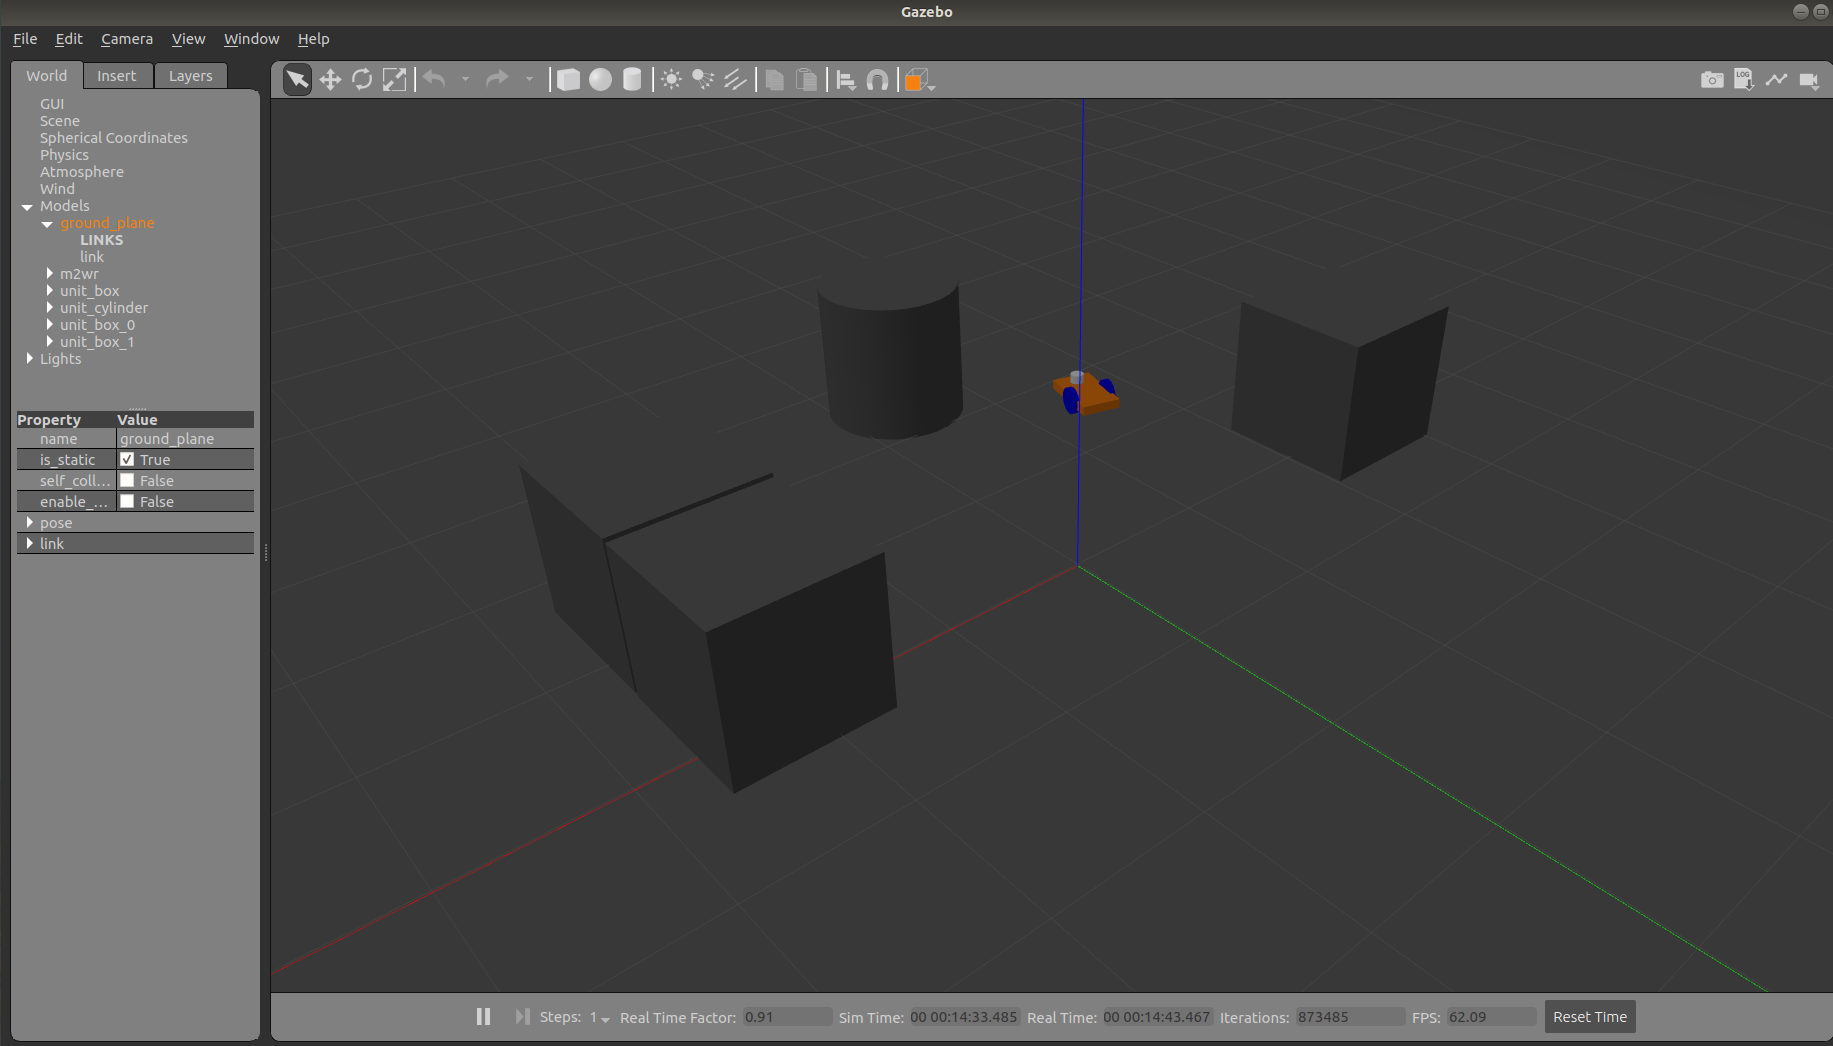 Gazebo
File Edit Camera View Window Help
World Insert Layers
GUI
Scene
Spherical Coordinates
Physics
Atmosphere
Wind
Models
ground_plane
LINKS
link
m2wr
unit_box
unit_cylinder
unit_box_0
unit_box_1
Lights
Property Value
name ground_plane
is_static True
self_coll... False
enable_... False
pose
link
LOG
Steps: 1 Real Time Factor: 0.91 Sim Time: 00 00:14:33.485 Real Time: 00 00:14:43.467 Iterations: 873485 FPS: 62.09 Reset Time